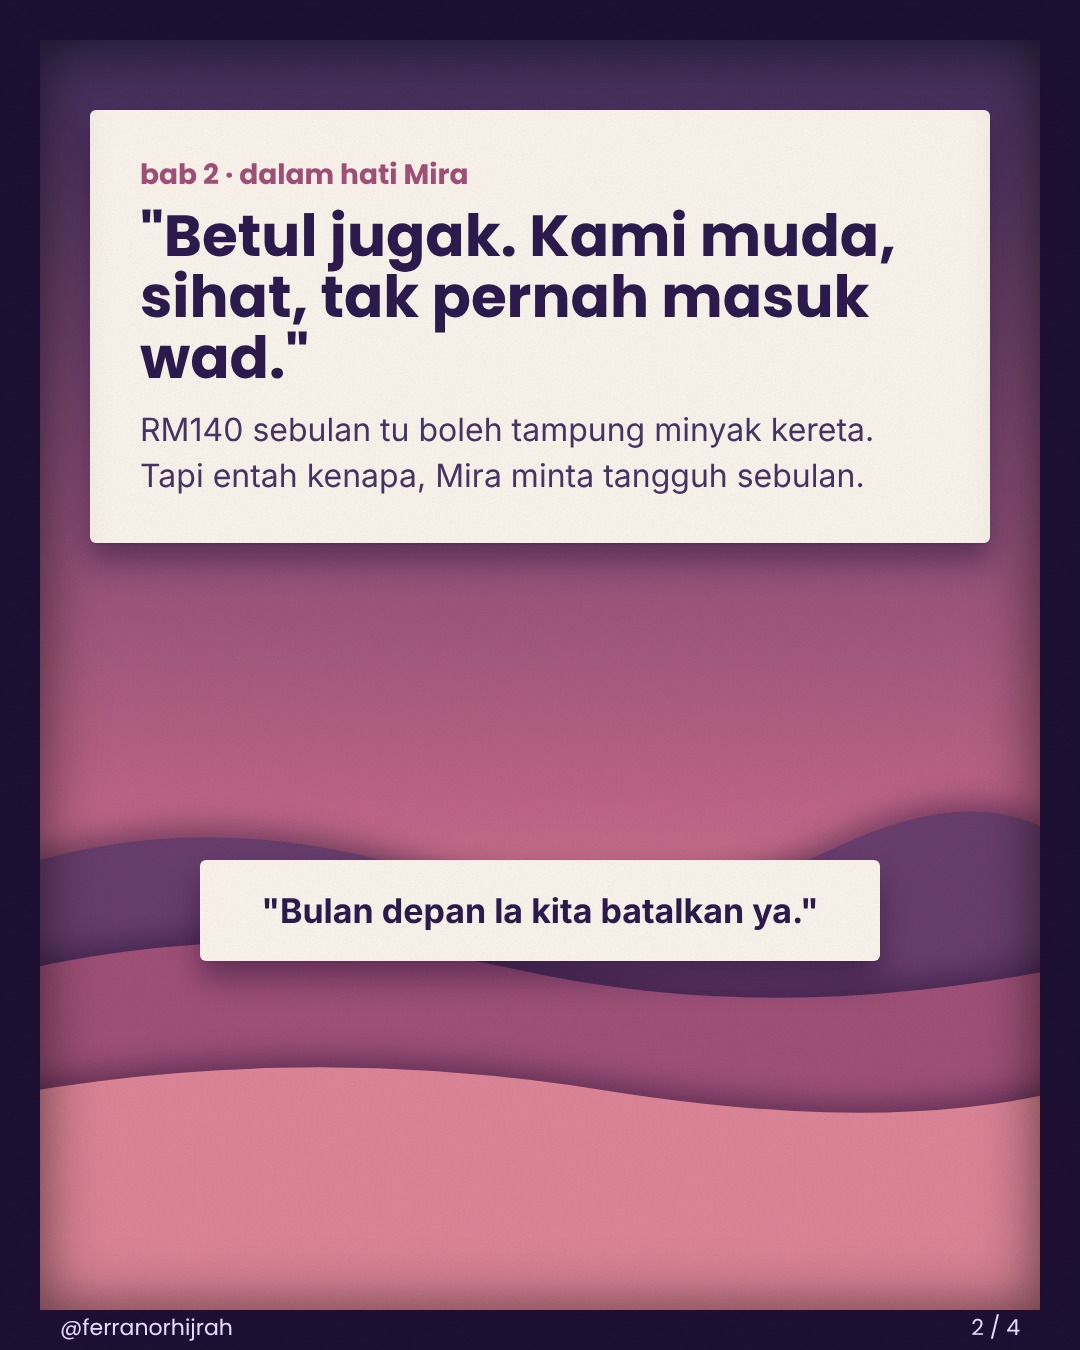 bab 2 · dalam hati Mira
"Betul jugak. Kami muda,
sihat, tak pernah masuk
wad."
RM140 sebulan tu boleh tampung minyak kereta.
Tapi entah kenapa, Mira minta tangguh sebulan.
"Bulan depan la kita batalkan ya."
@ferranorhijrah
2 / 4